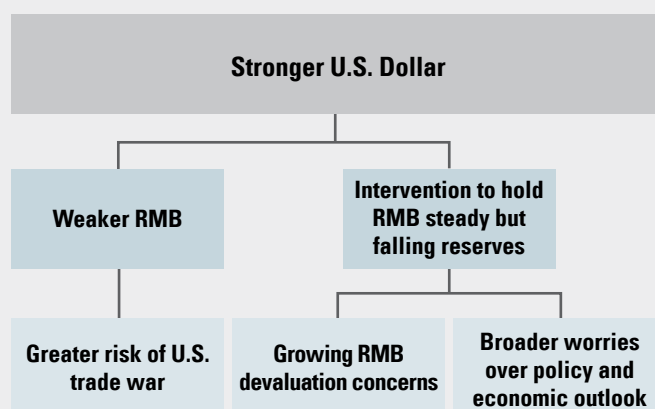 Stronger U.S. Dollar
Weaker RMB
Intervention to hold
RMB steady but
falling reserves
Greater risk of U.S.
trade war
Growing RMB
devaluation concerns
Broader worries
over policy and
economic outlook